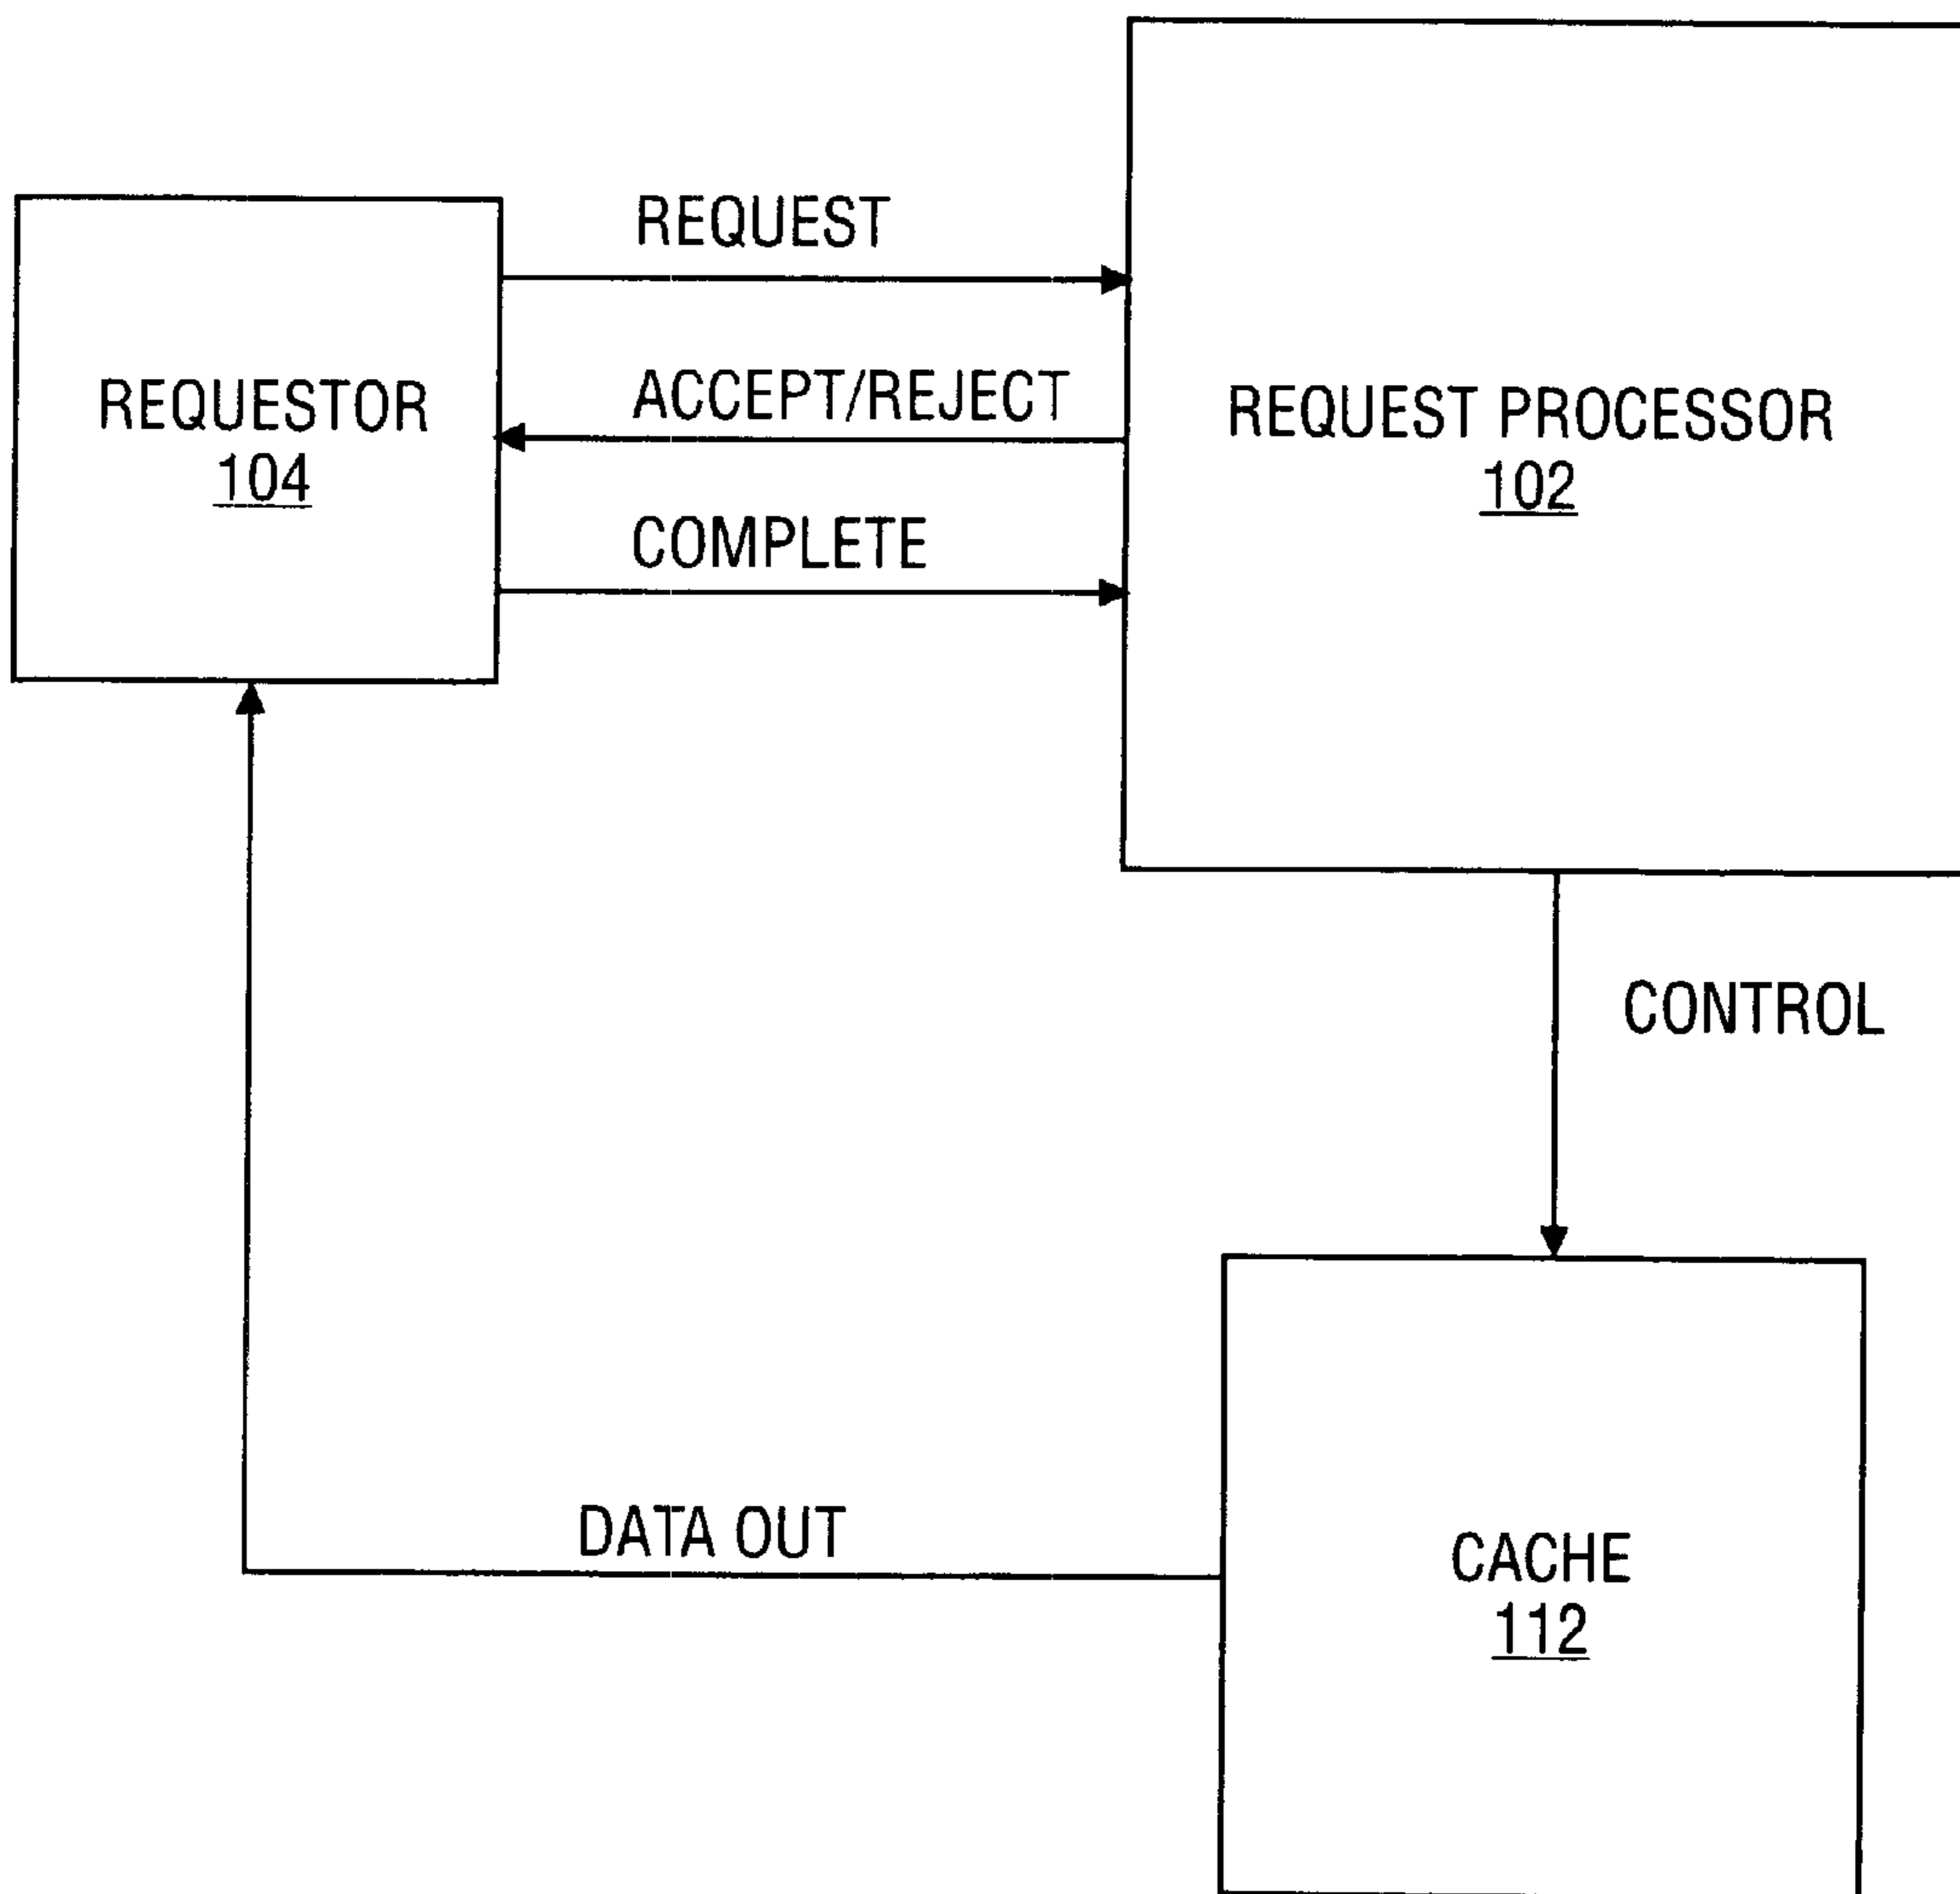 REQUEST
REQUESTOR
104
ACCEPT/REJECT
COMPLETE
REQUEST PROCESSOR
102
CONTROL
DATA OUT
CACHE
112